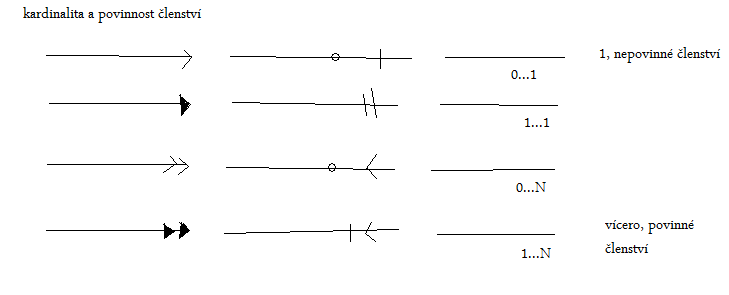 kardinalita a povinnost členství
1, nepovinné členství
0...1
1...1
0...N
vícero, povinné
členství
1...N